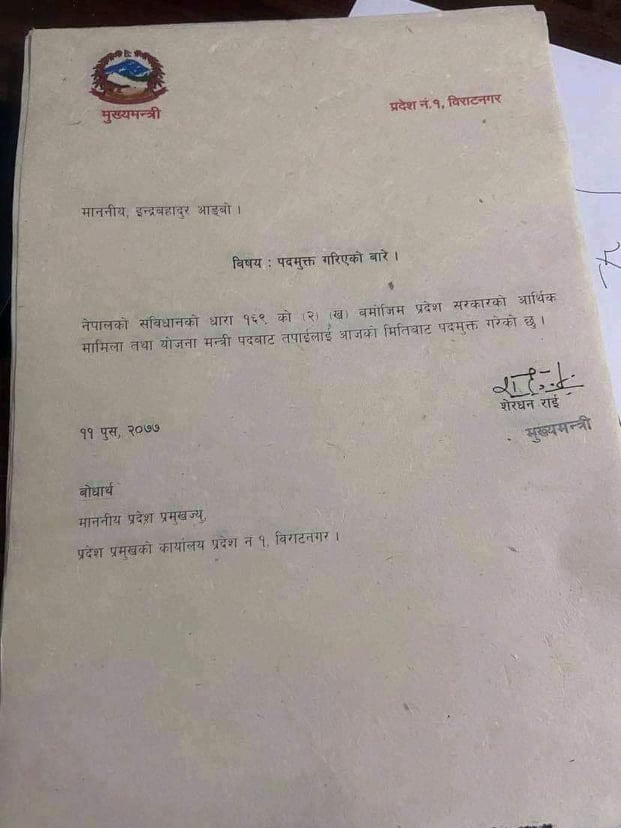 मुख्यमन्त्री
प्रदेश नं.१, विराटनगर
माननीय, इन्द्रबहादुर आङबो ।
विषय : पदमुक्त गरिएको बारे ।
नेपालको संविधानको धारा १६९ को (२) (ख) बमोजिम प्रदेश सरकारको आर्थिक
मामिला तथा योजना मन्त्री पदबाट तपाईलाई आजको मितिबाट पदमुक्त गरेको छु ।
शेरधन राई
मुख्यमन्त्री
११ पुस, २०७७
बोधार्थ
माननीय प्रदेश प्रमुखज्यु,
प्रदेश प्रमुखको कार्यालय प्रदेश नं १, विराटनगर ।